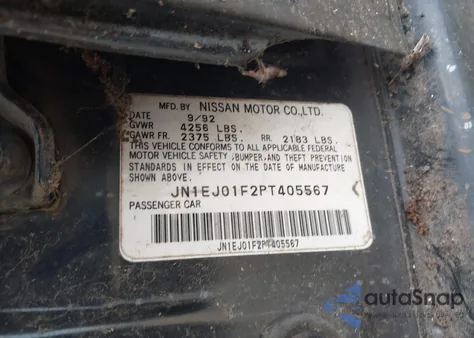 MFD. BY NISSAN MOTOR CO.,LTD.
DATE 9/92
GVWR 4256 LBS.
GAWR FR. 2375 LBS. RR. 2183 LBS.
THIS VEHICLE CONFORMS TO ALL APPLICABLE FEDERAL
MOTOR VEHICLE SAFETY, BUMPER,AND THEFT PREVENTION
STANDARDS IN EFFECT ON THE DATE OF MANUFACTURE
SHOWN ABOVE.
JN1EJ01F2PT405567
PASSENGER CAR
JN1EJ01F2PT405567
autoSnap